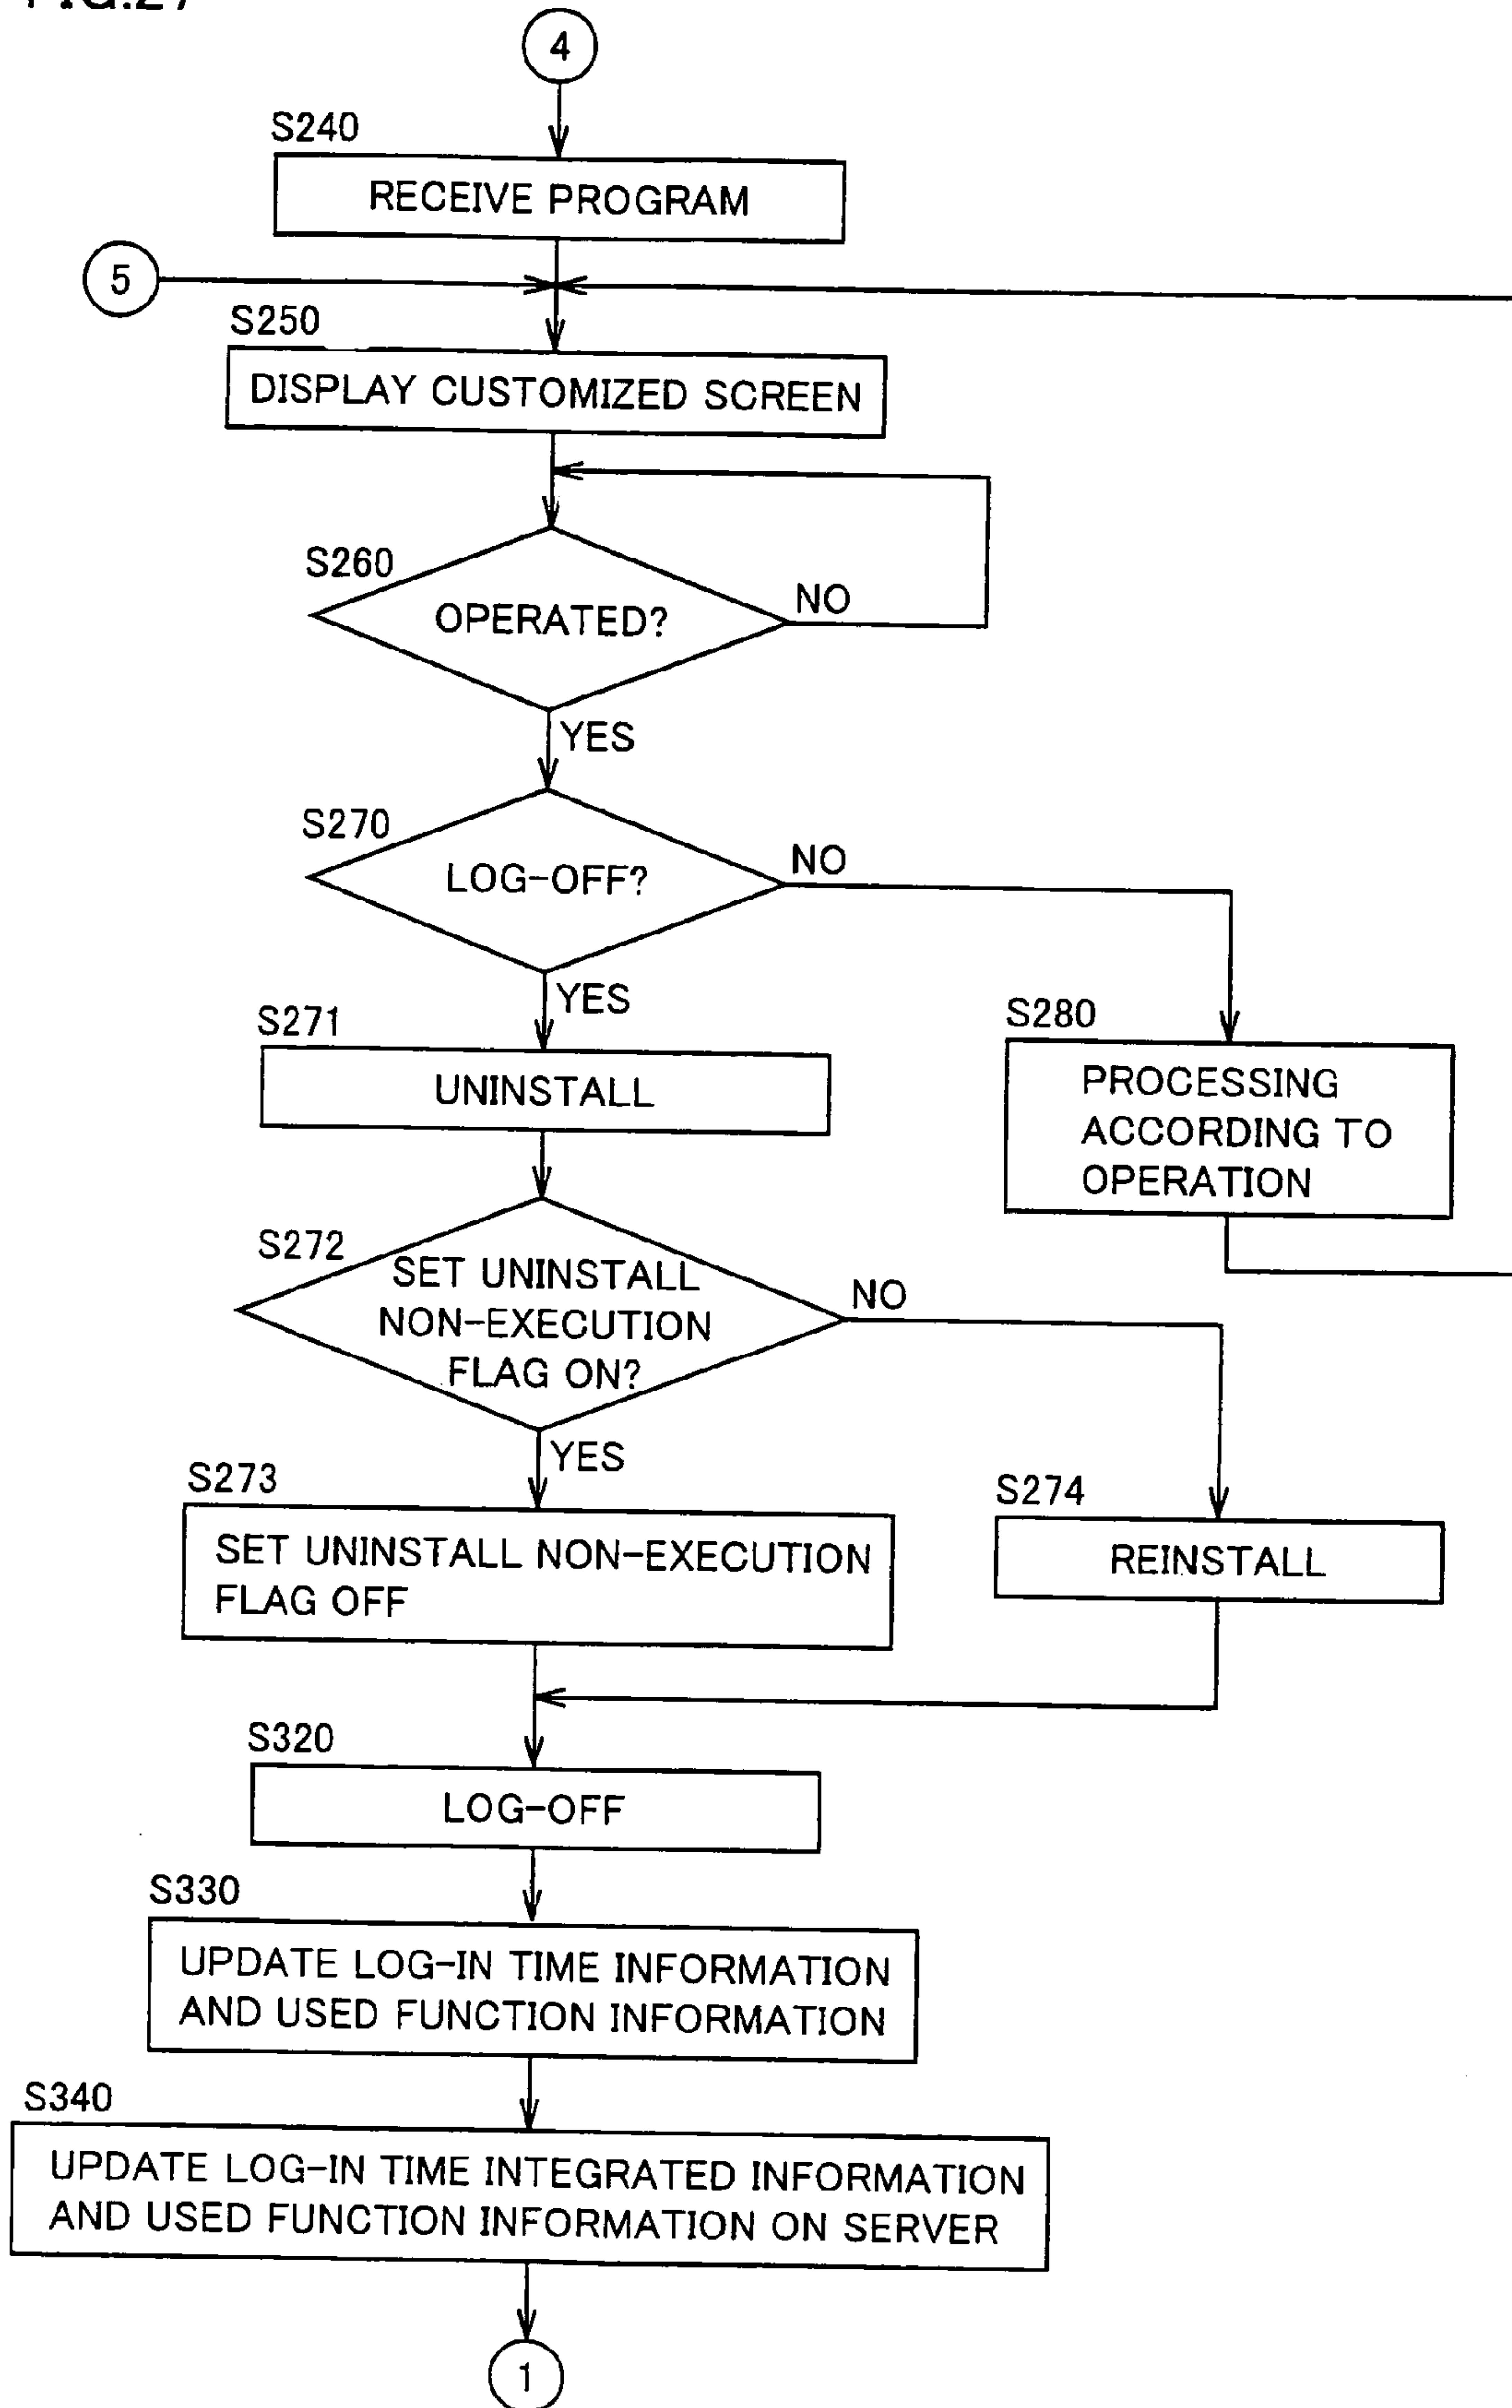 4
S240
RECEIVE PROGRAM
5
S250
DISPLAY CUSTOMIZED SCREEN
S260
OPERATED?
NO
YES
S270
LOG-OFF?
NO
YES
S271
UNINSTALL
S280
PROCESSING
ACCORDING TO
OPERATION
S272
SET UNINSTALL
NON-EXECUTION
FLAG ON?
NO
YES
S273
SET UNINSTALL NON-EXECUTION
FLAG OFF
S274
REINSTALL
S320
LOG-OFF
S330
UPDATE LOG-IN TIME INFORMATION
AND USED FUNCTION INFORMATION
S340
UPDATE LOG-IN TIME INTEGRATED INFORMATION
AND USED FUNCTION INFORMATION ON SERVER
1